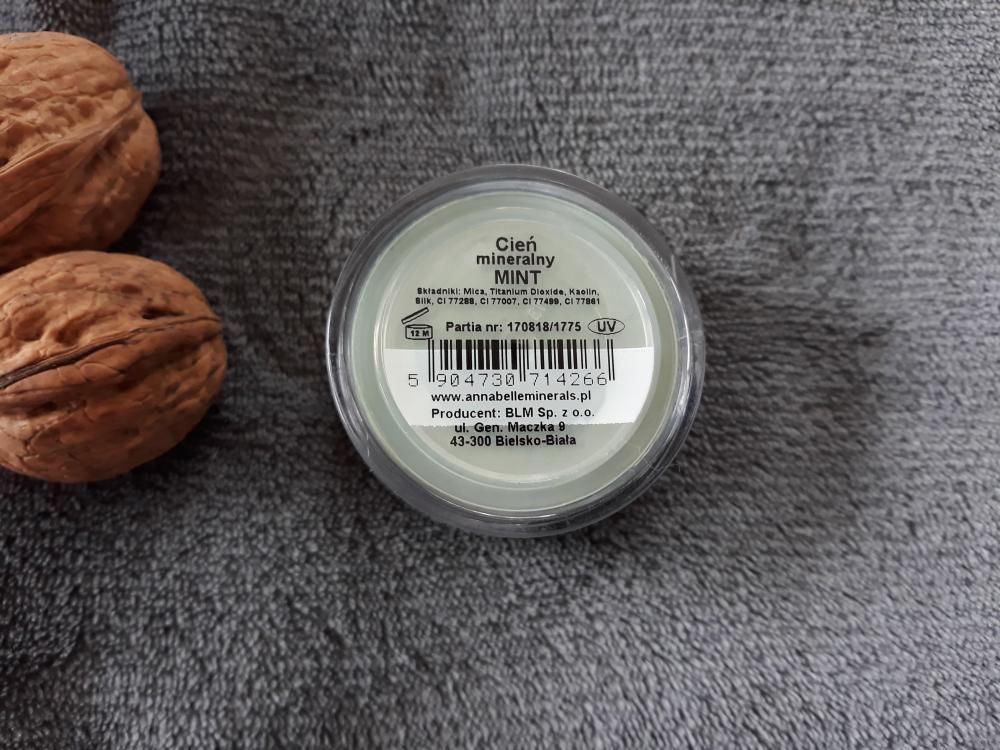 Cień
mineralny
MINT
Składniki: Mica, Titanium Dioxide, Kaolin,
Silk, CI 77288, CI 77007, CI 77499, CI 77861
12 M Partia nr: 170818/1775 UV
5 904730 714266
www.annabelleminerals.pl
Producent: BLM Sp. z o.o.
ul. Gen. Maczka 9
43-300 Bielsko-Biała